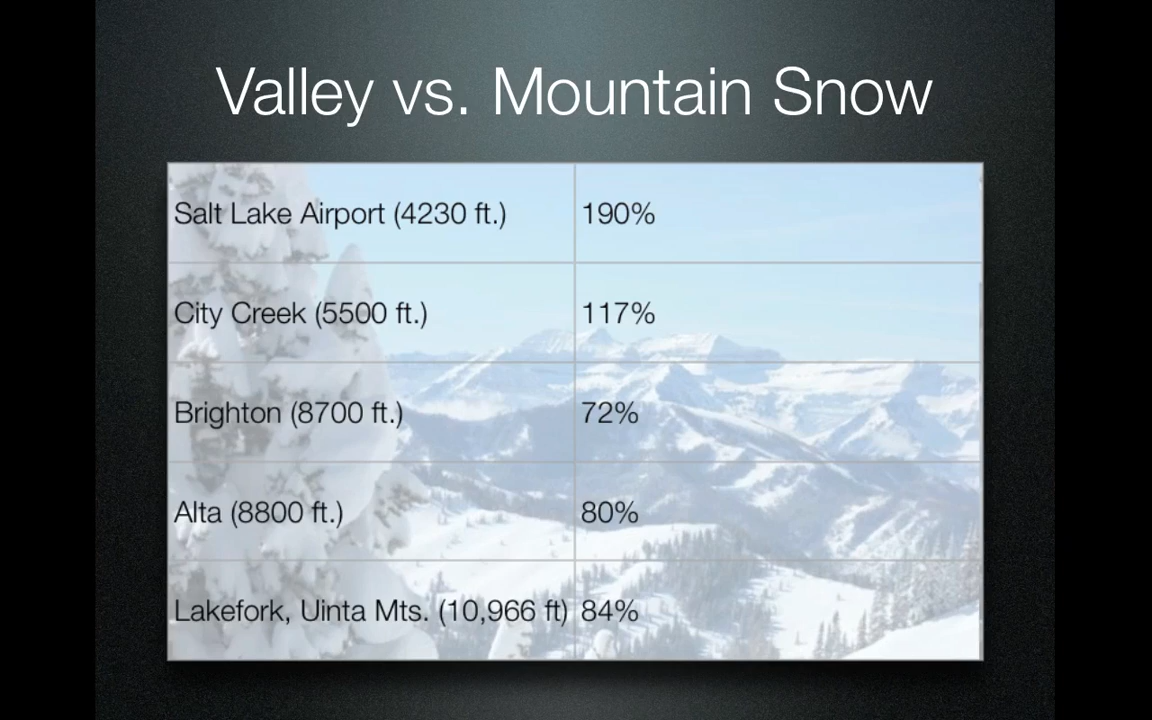 Valley vs. Mountain Snow
Salt Lake Airport (4230 ft.) 190%
City Creek (5500 ft.) 117%
Brighton (8700 ft.) 72%
Alta (8800 ft.) 80%
Lakefork, Uinta Mts. (10,966 ft) 84%